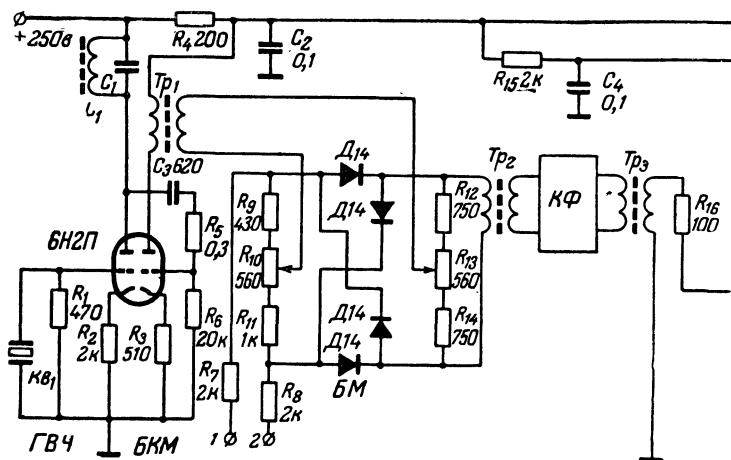 +250в
R4 200
C1
L1
Tp1
C2
0,1
R15 2к
C4
0,1
C3 620
6Н2П
R5
0,3
R1
470
R2
2к
R3
510
R6
20к
кв1
ГВЧ
БКМ
R7
2к
1
2
R8
2к
R9
430
R10
560
R11
1к
Д14
Д14
Д14
Д14
БМ
R12
750
R13
560
R14
750
Тр2
КФ
Тр3
R16
100